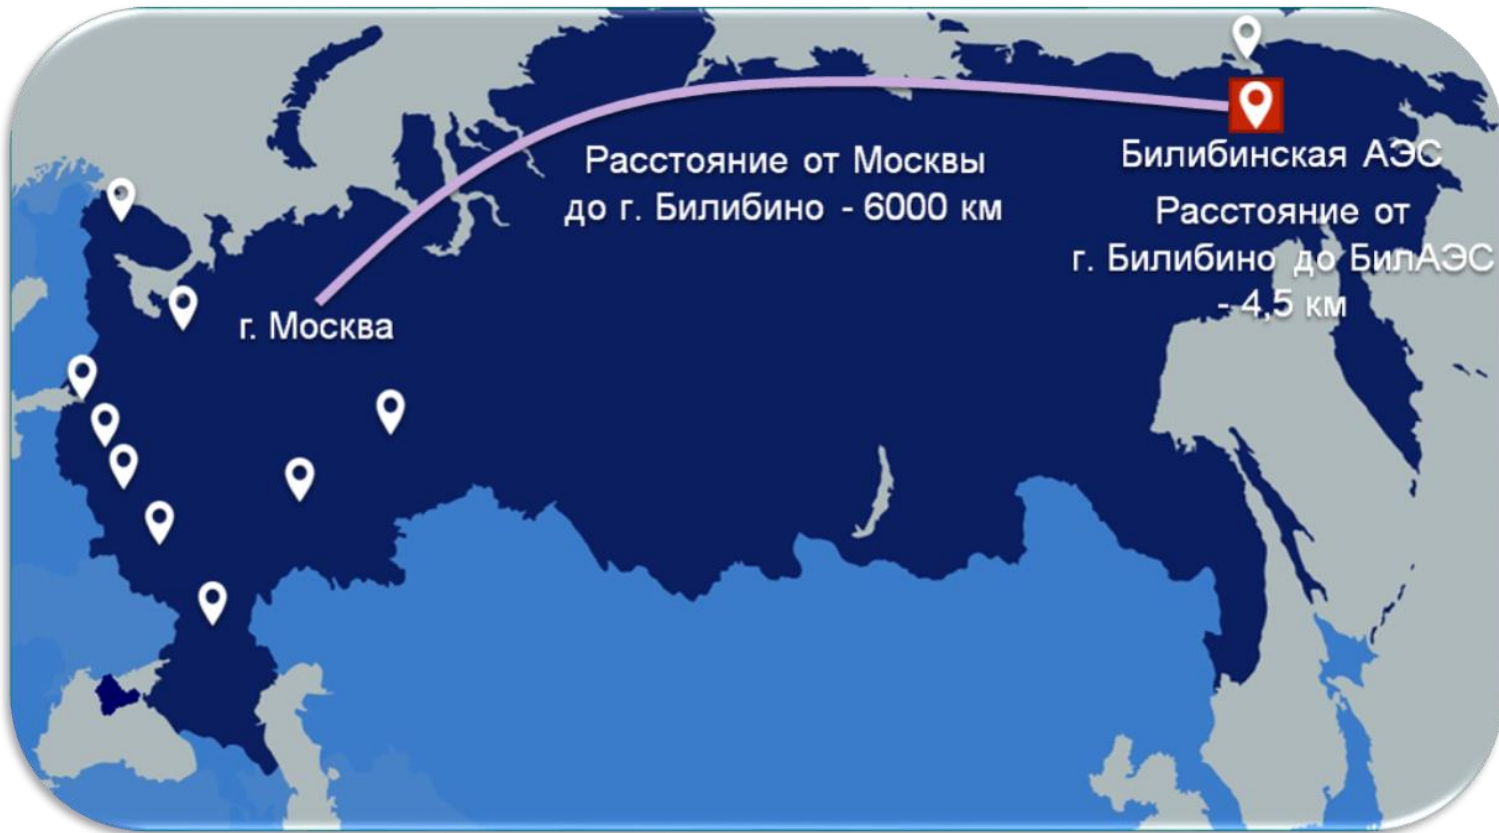 Расстояние от Москвы
до г. Билибино - 6000 км
Билибинская АЭС
Расстояние от
г. Билибино до БилАЭС
- 4,5 км
г. Москва